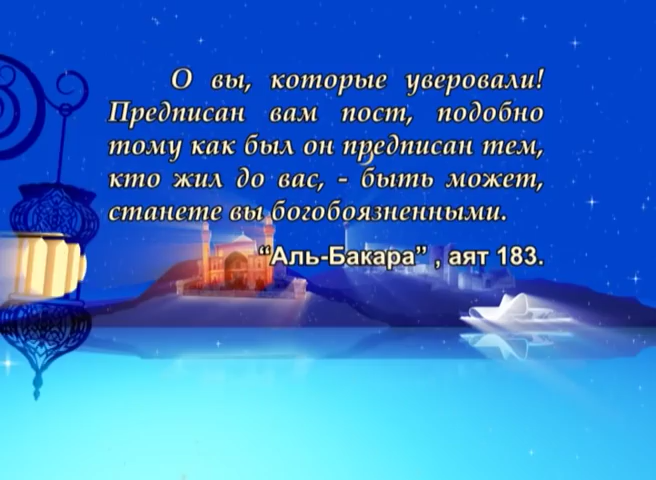 О вы, которые уверовали!
Предписан вам пост, подобно
тому как был он предписан тем,
кто жил до вас, - быть может,
станете вы богобоязненными.
“Аль-Бакара” , аят 183.